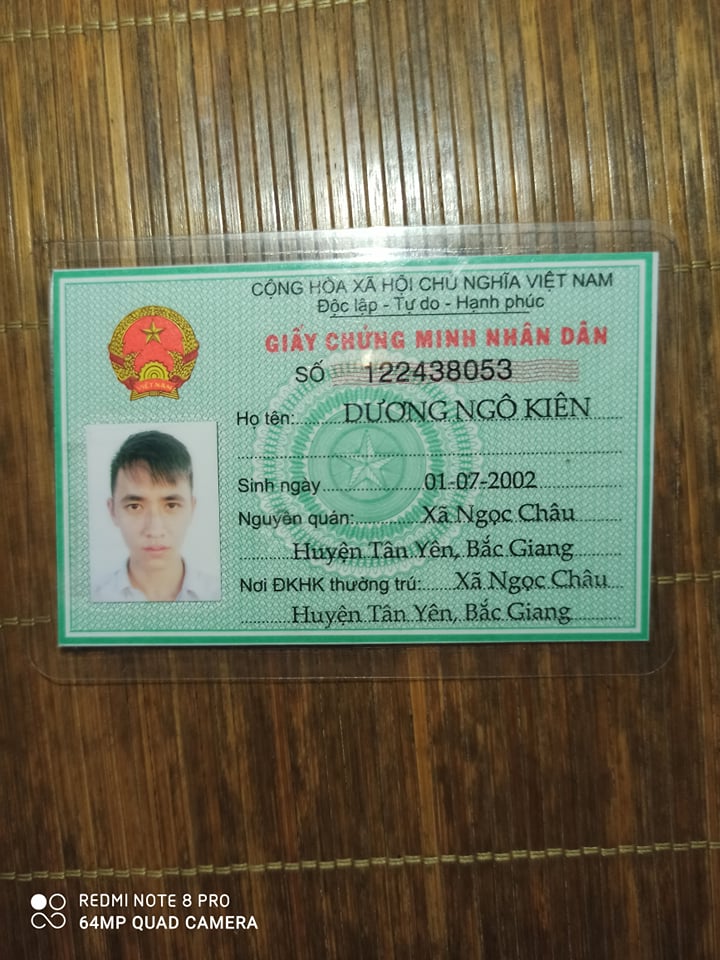 CỘNG HÒA XÃ HỘI CHỦ NGHĨA VIỆT NAM
Độc lập - Tự do - Hạnh phúc
GIẤY CHỨNG MINH NHÂN DÂN
SỐ 122438053
Họ tên: DƯƠNG NGÔ KIÊN
Sinh ngày 01-07-2002
Nguyên quán: Xã Ngọc Châu
Huyện Tân Yên, Bắc Giang
Nơi ĐKHK thường trú: Xã Ngọc Châu
Huyện Tân Yên, Bắc Giang
VIỆT NAM
REDMI NOTE 8 PRO
64MP QUAD CAMERA